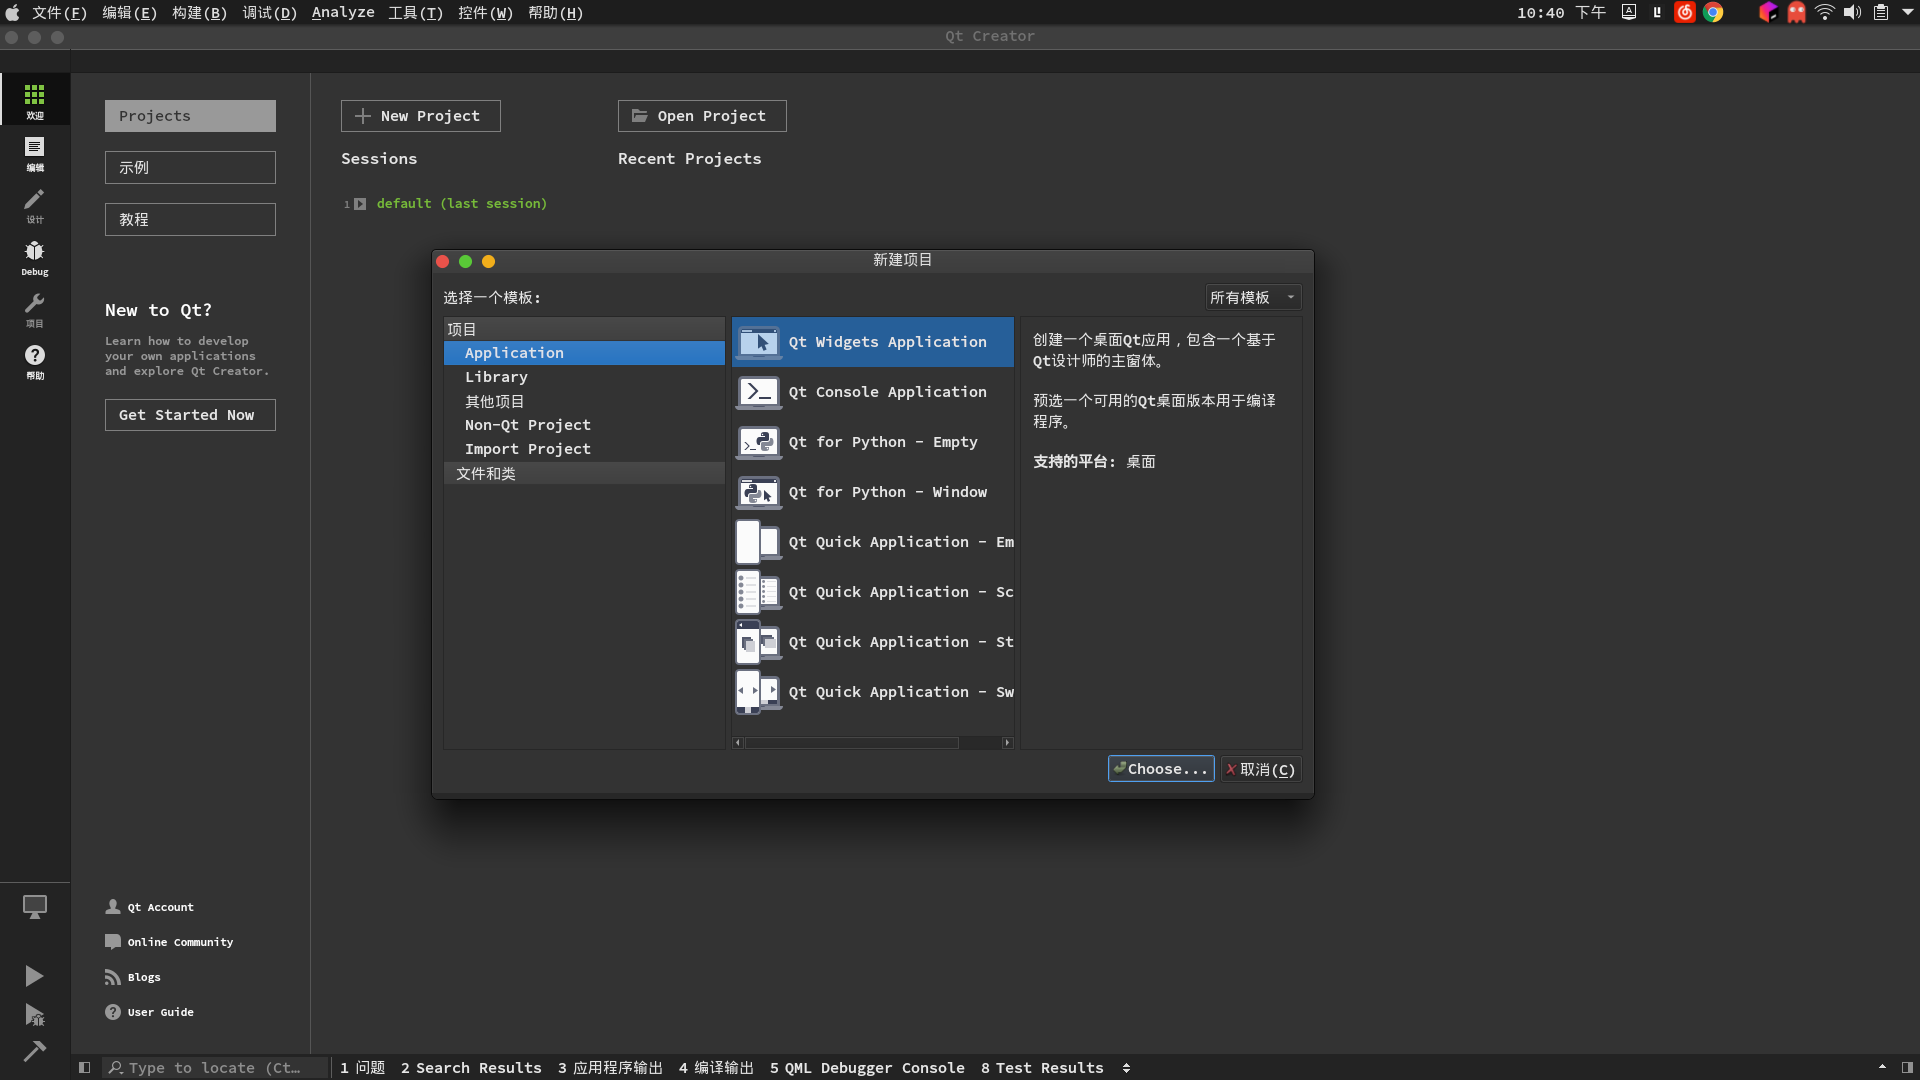 文件(F) 编辑(E) 构建(B) 调试(D) Analyze 工具(T) 控件(W) 帮助(H)
10:40 下午
Qt Creator
欢迎
编辑
设计
Debug
项目
帮助
Projects
示例
教程
New to Qt?
Learn how to develop
your own applications
and explore Qt Creator.
Get Started Now
Qt Account
Online Community
Blogs
User Guide
New Project
Open Project
Sessions
Recent Projects
1 default (last session)
新建项目
选择一个模板:
所有模板
项目
Application
Library
其他项目
Non-Qt Project
Import Project
文件和类
Qt Widgets Application
Qt Console Application
Qt for Python - Empty
Qt for Python - Window
Qt Quick Application - Em
Qt Quick Application - Sc
Qt Quick Application - St
Qt Quick Application - Sw
创建一个桌面Qt应用，包含一个基于
Qt设计师的主窗体。
预选一个可用的Qt桌面版本用于编译
程序。
支持的平台: 桌面
Choose...
取消(C)
Type to locate (Ct…
1 问题 2 Search Results 3 应用程序输出 4 编译输出 5 QML Debugger Console 8 Test Results